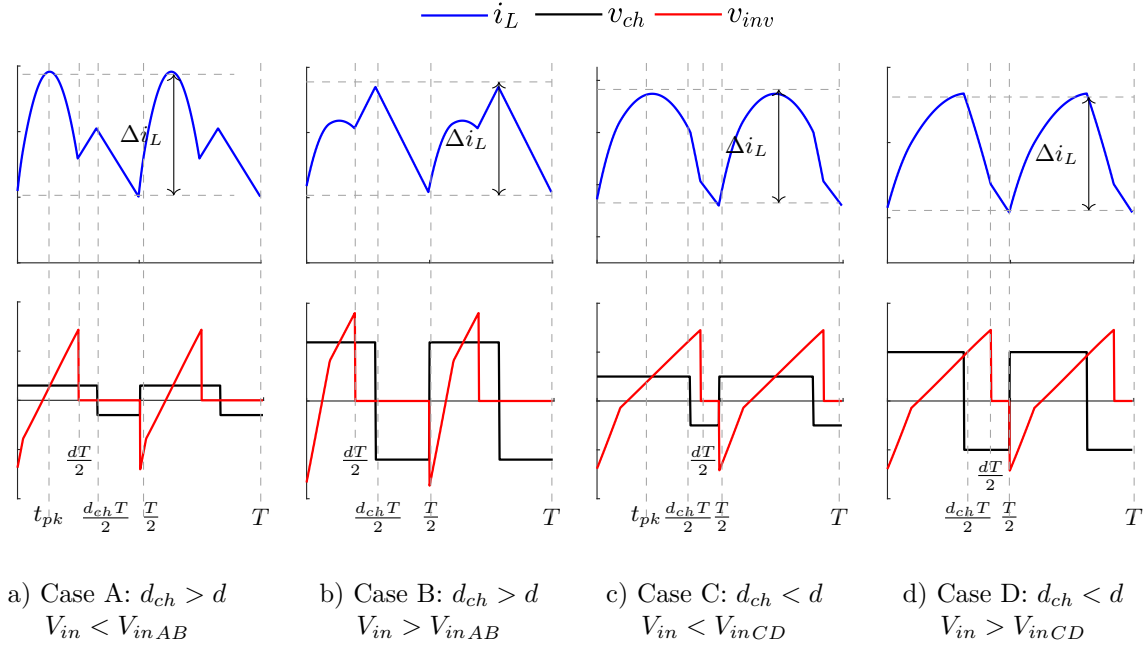 i_L v_ch v_inv
Δi_L Δi_L Δi_L Δi_L
dT/2 dT/2 dT/2 dT/2
t_pk d_ch T/2 T/2 T d_ch T/2 T/2 T t_pk d_ch T/2 T/2 T d_ch T/2 T/2 T
a) Case A: d_ch > d b) Case B: d_ch > d c) Case C: d_ch < d d) Case D: d_ch < d
V_in < V_inAB V_in > V_inAB V_in < V_inCD V_in > V_inCD